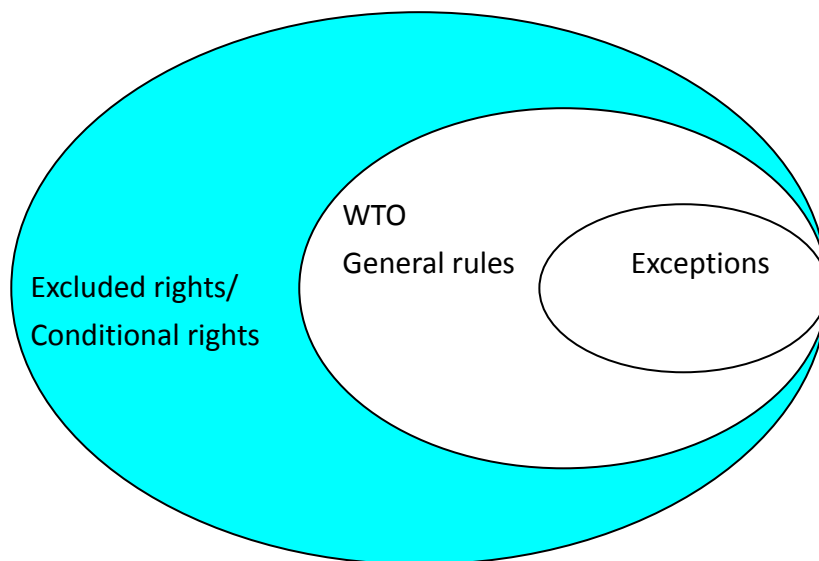 WTO
General rules
Exceptions
Excluded rights/
Conditional rights